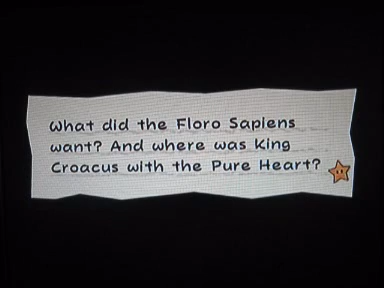 What did the Floro Sapiens
want? And where was King
Croacus with the Pure Heart?